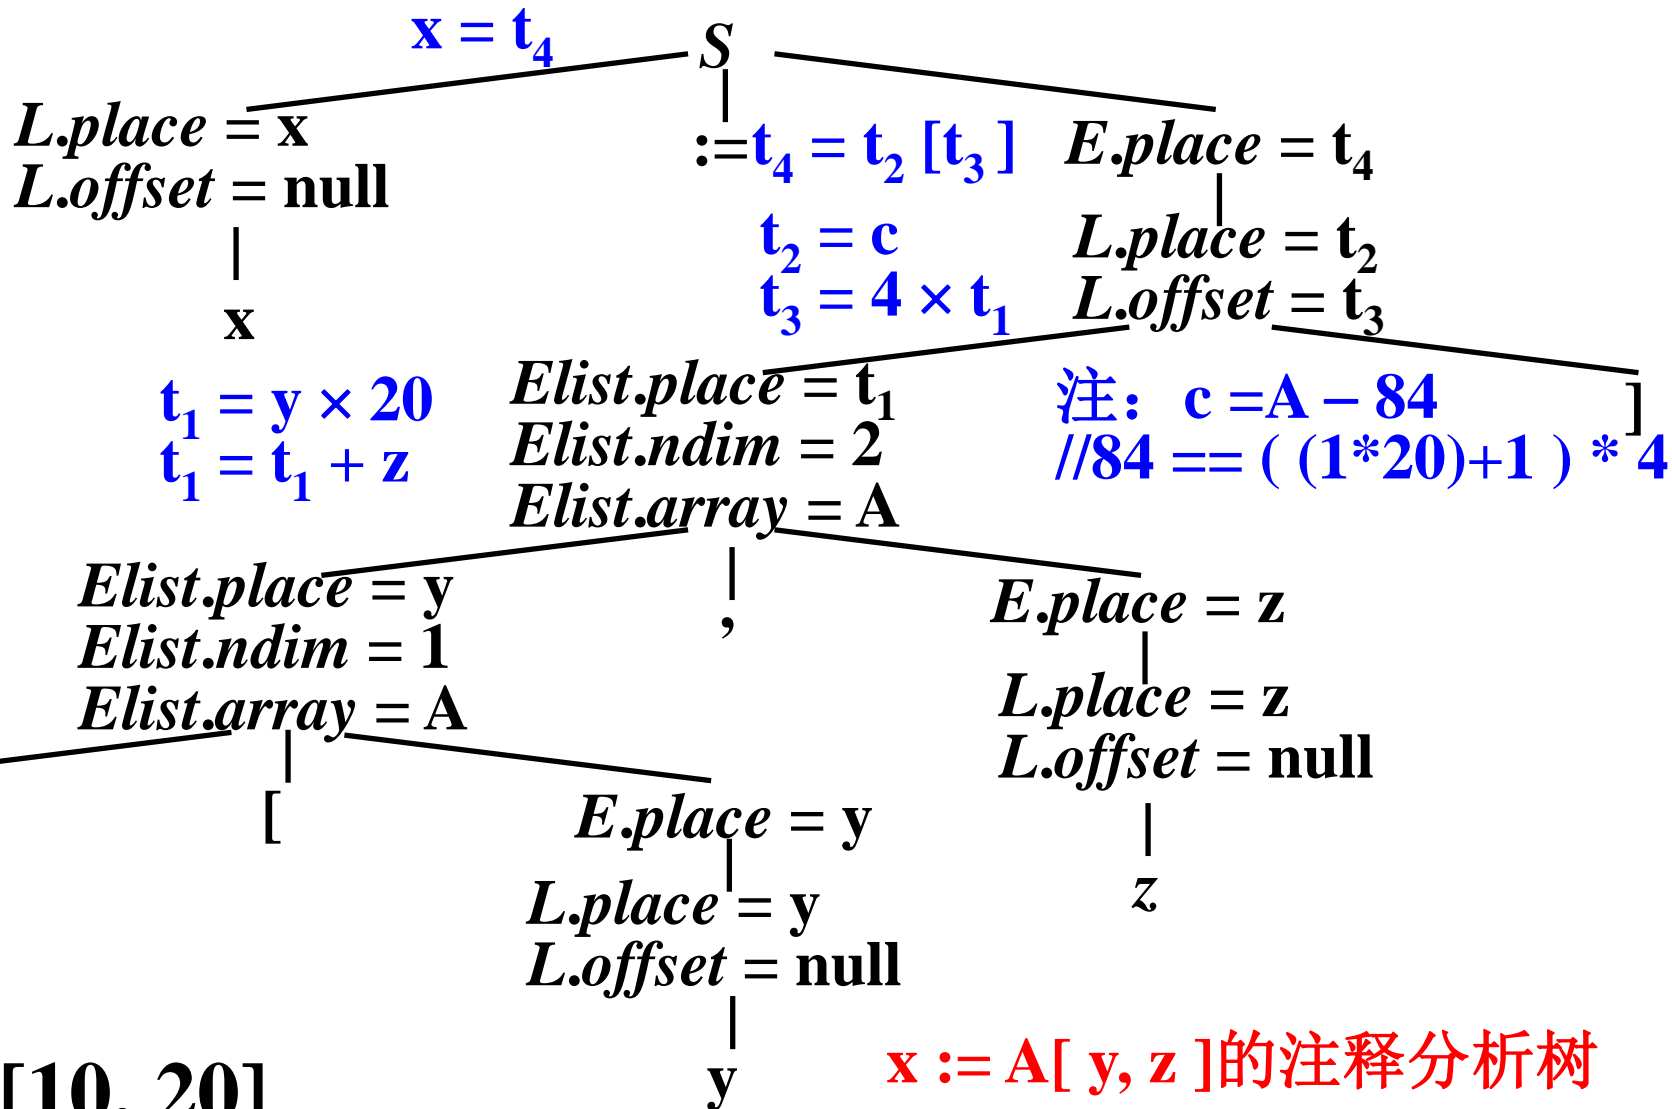 x = t₄
S
L.place = x
L.offset = null
:=
t₄ = t₂ [t₃ ]
E.place = t₄
t₂ = c
t₃ = 4 × t₁
L.place = t₂
L.offset = t₃
x
t₁ = y × 20
t₁ = t₁ + z
Elist.place = t₁
Elist.ndim = 2
Elist.array = A
注：c =A – 84
//84 == ( (1*20)+1 ) * 4
]
Elist.place = y
Elist.ndim = 1
Elist.array = A
,
E.place = z
L.place = z
L.offset = null
[
E.place = y
z
L.place = y
L.offset = null
y
[10, 20]
x := A[ y, z ]的注释分析树